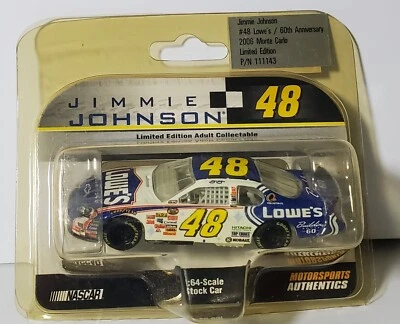 Jimmie Johnson
#48 Lowe's / 60th Anniversary
2006 Monte Carlo
Limited Edition
P/N 111143
JIMMIE
JOHNSON 48
Limited Edition Adult Collectable
48
LOWE'S
48
LOWE'S
60
NASCAR
:64-Scale
Stock Car
MOTORSPORTS
AUTHENTICS